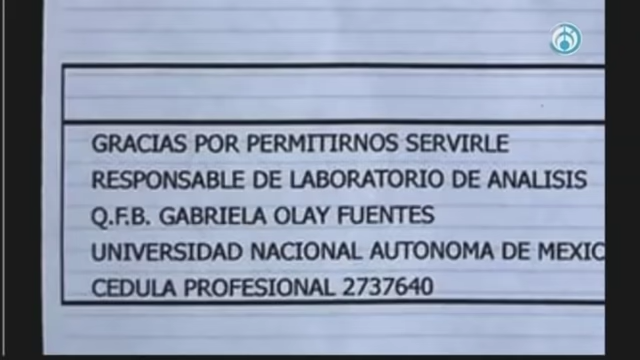 GRACIAS POR PERMITIRNOS SERVIRLE
RESPONSABLE DE LABORATORIO DE ANALISIS
Q.F.B. GABRIELA OLAY FUENTES
UNIVERSIDAD NACIONAL AUTONOMA DE MEXIC
CEDULA PROFESIONAL 2737640